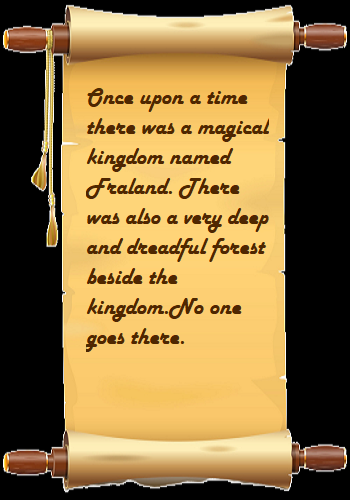 Once upon a time
there was a magical
kingdom named
Fraland. There
was also a very deep
and dreadful forest
beside the
kingdom.No one
goes there.